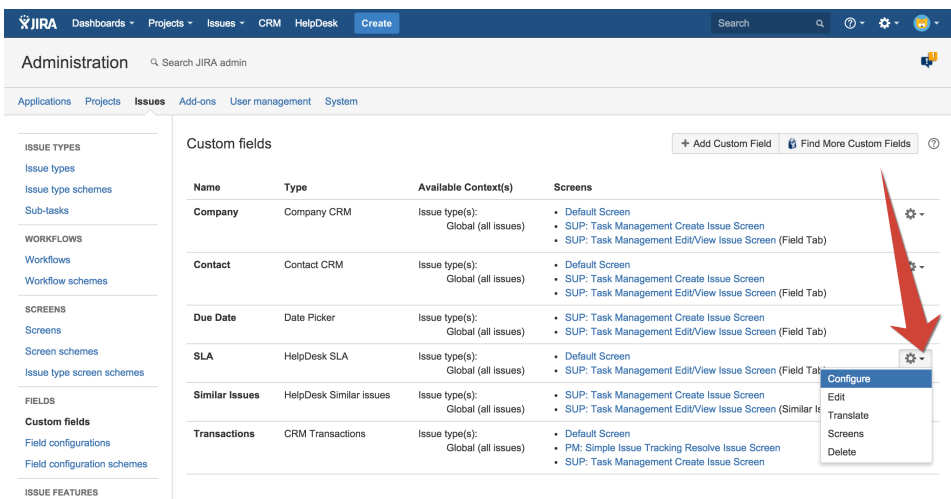 JIRA Dashboards Projects Issues CRM HelpDesk Create Search
Administration Search JIRA admin
Applications Projects Issues Add-ons User management System
ISSUE TYPES
Issue types
Issue type schemes
Sub-tasks
WORKFLOWS
Workflows
Workflow schemes
SCREENS
Screens
Screen schemes
Issue type screen schemes
FIELDS
Custom fields
Field configurations
Field configuration schemes
ISSUE FEATURES
Custom fields + Add Custom Field Find More Custom Fields
Name Type Available Context(s) Screens
Company Company CRM Issue type(s): • Default Screen
Global (all issues) • SUP: Task Management Create Issue Screen
• SUP: Task Management Edit/View Issue Screen (Field Tab)
Contact Contact CRM Issue type(s): • Default Screen
Global (all issues) • SUP: Task Management Create Issue Screen
• SUP: Task Management Edit/View Issue Screen (Field Tab)
Due Date Date Picker Issue type(s): • SUP: Task Management Create Issue Screen
Global (all issues) • SUP: Task Management Edit/View Issue Screen (Field Tab)
SLA HelpDesk SLA Issue type(s): • Default Screen
Global (all issues) • SUP: Task Management Edit/View Issue Screen (Field Tab
Similar Issues HelpDesk Similar issues Issue type(s): • SUP: Task Management Create Issue Screen
Global (all issues) • SUP: Task Management Edit/View Issue Screen (Similar Is
Transactions CRM Transactions Issue type(s): • Default Screen
Global (all issues) • PM: Simple Issue Tracking Resolve Issue Screen
• SUP: Task Management Create Issue Screen
Configure
Edit
Translate
Screens
Delete